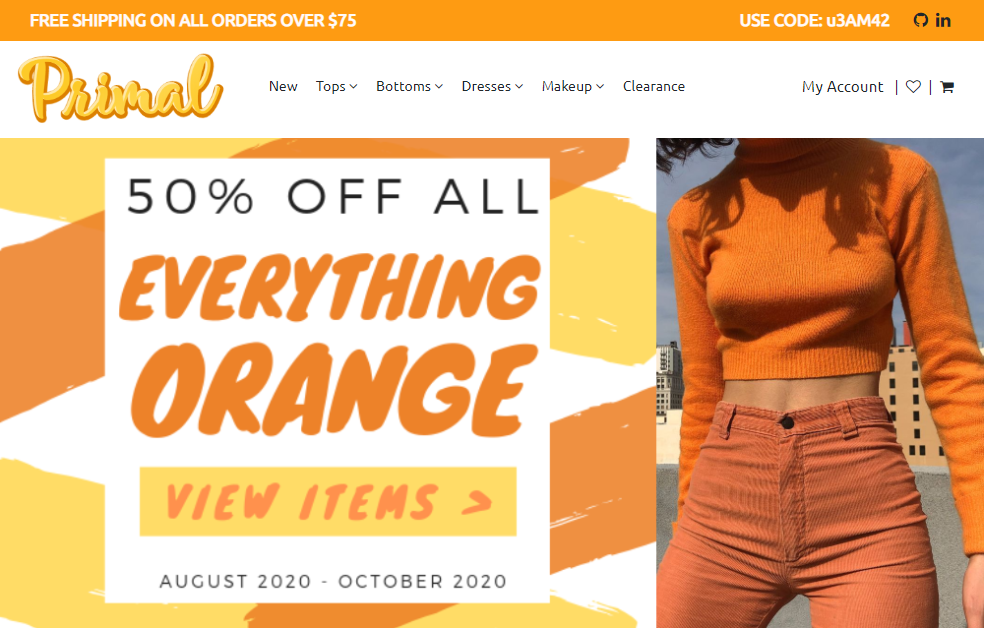 FREE SHIPPING ON ALL ORDERS OVER $75
USE CODE: u3AM42
in
Primal
New
Tops
Bottoms
Dresses
Makeup
Clearance
My Account | | 
50% OFF ALL
EVERYTHING
ORANGE
VIEW ITEMS >
AUGUST 2020 - OCTOBER 2020